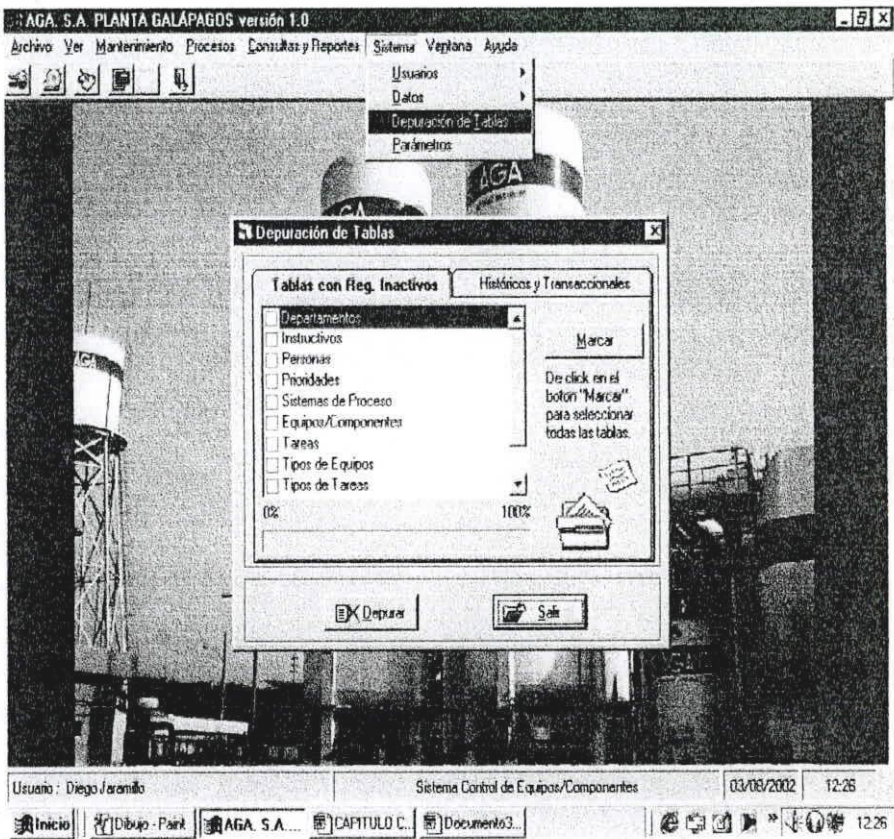 AGA. S.A. PLANTA GALÁPAGOS versión 1.0
Archivo Ver Mantenimiento Procesos Consultas y Reportes Sistema Ventana Ayuda
Usuarios
Datos
Depuración de Tablas
Parámetros
AGA
AGA
Depuración de Tablas
Tablas con Reg. Inactivos
Históricos y Transaccionales
Departamentos
Instructivos
Personas
Prioridades
Sistemas de Proceso
Equipos/Componentes
Tareas
Tipos de Equipos
Tipos de Tareas
Marcar
De click en el
boton "Marcar"
para seleccionar
todas las tablas.
0% 100%
Depurar
Salir
Usuario : Diego Jaramillo
Sistema Control de Equipos/Componentes
03/08/2002
12:26
Inicio
Dibujo - Paint
AGA. S.A....
CAPITULO C...
Documento3...
12:26